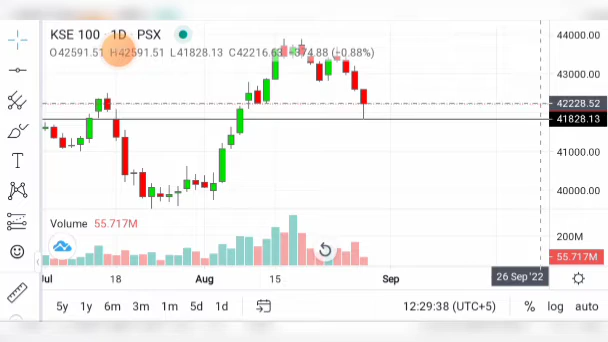 KSE 100 · 1D · PSX
O42591.51 H42591.51 L41828.13 C42216.63 -374.88 (-0.88%)
44000.00
43000.00
42228.52
41828.13
41000.00
40000.00
Volume 55.717M
200M
55.717M
Jul 18 Aug 15 Sep 26 Sep '22
5y 1y 6m 3m 1m 5d 1d 12:29:38 (UTC+5) % log auto